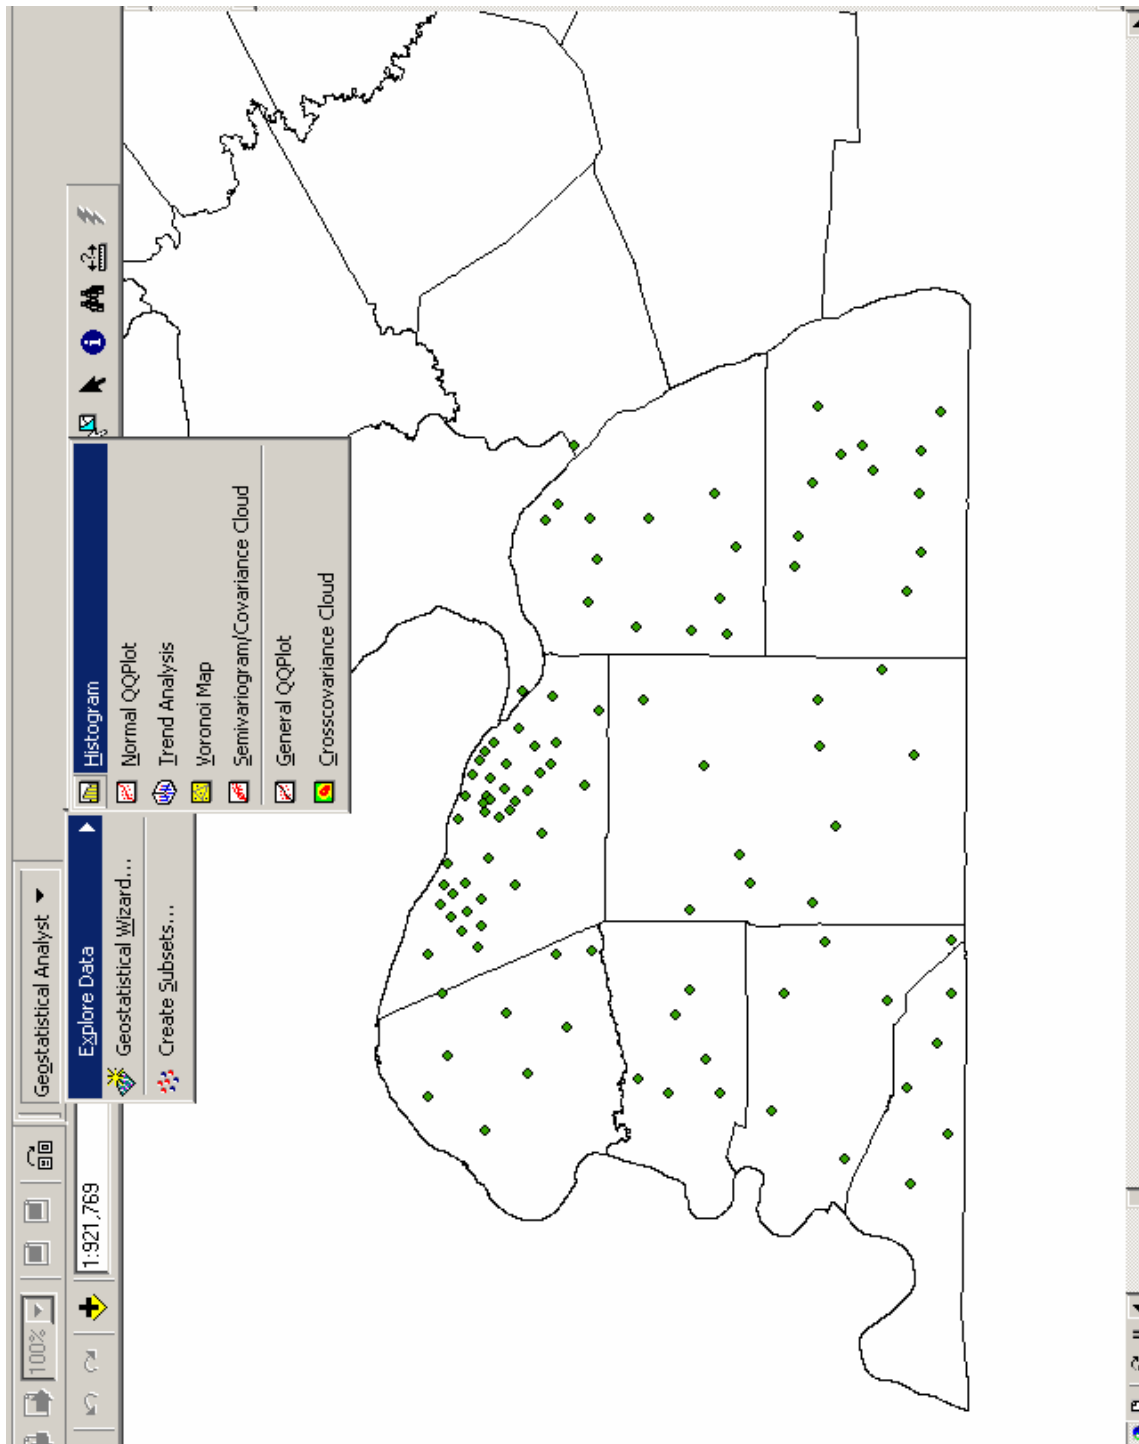 100%
Geostatistical Analyst
1:921,769
Explore Data
Geostatistical Wizard...
Create Subsets...
Histogram
Normal QQPlot
Trend Analysis
Voronoi Map
Semivariogram/Covariance Cloud
General QQPlot
Crosscovariance Cloud